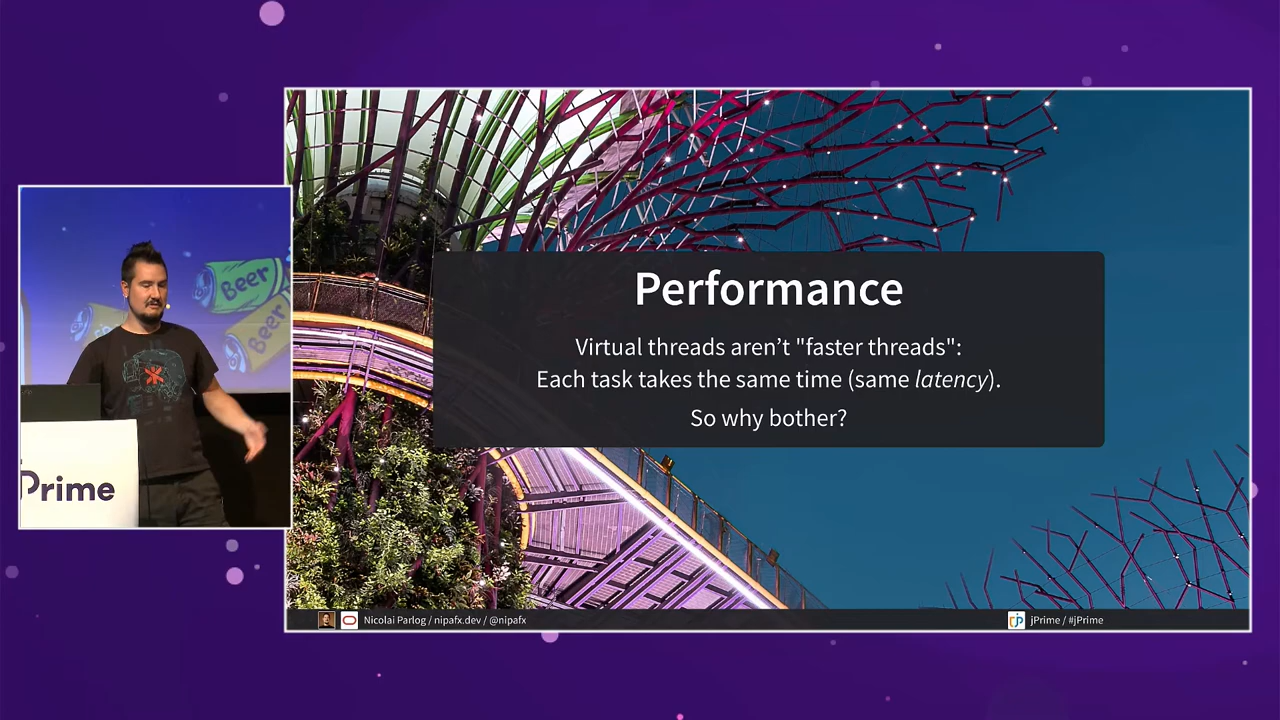 Performance
Virtual threads aren't "faster threads":
Each task takes the same time (same latency).
So why bother?
Beer
Beer
Prime
Nicolai Parlog / nipafx.dev / @nipafx
jPrime / #jPrime